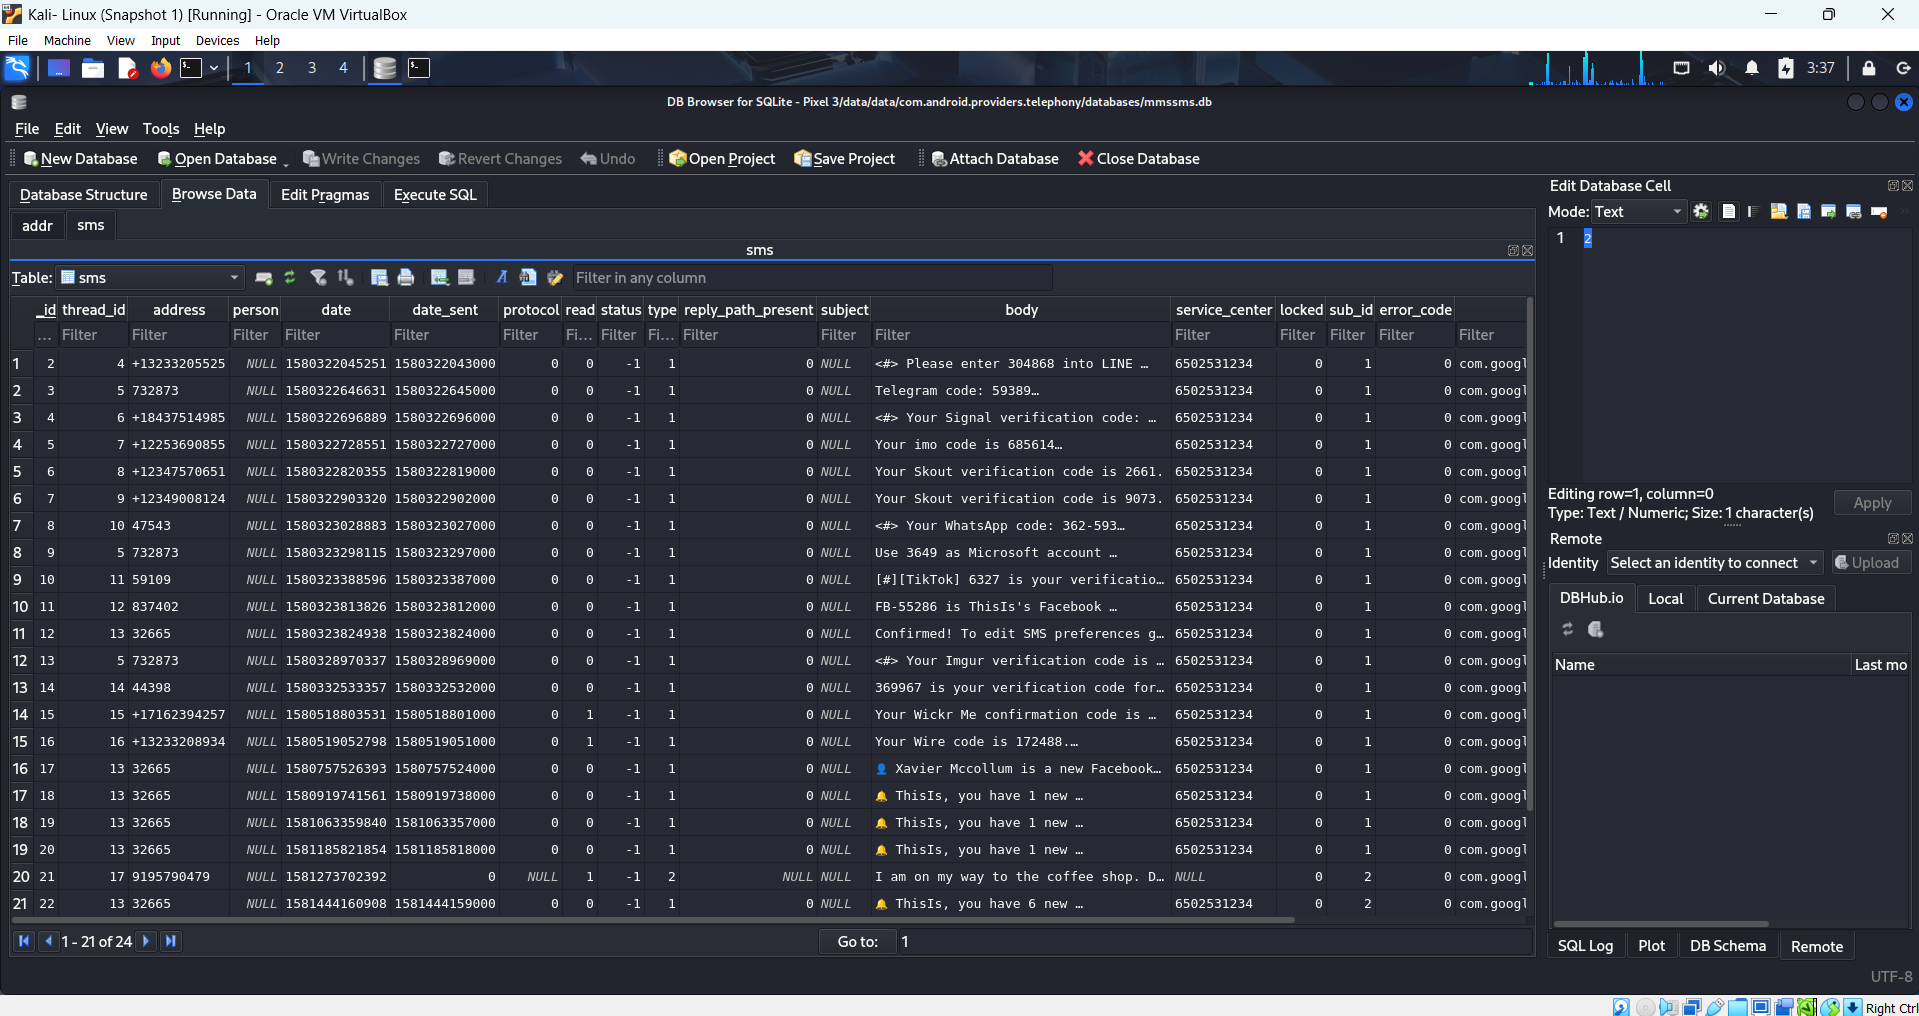 Kali- Linux (Snapshot 1) [Running] - Oracle VM VirtualBox
File Machine View Input Devices Help
1 2 3 4 3:37
DB Browser for SQLite - Pixel 3/data/data/com.android.providers.telephony/databases/mmssms.db
File Edit View Tools Help
New Database Open Database Write Changes Revert Changes Undo Open Project Save Project Attach Database Close Database
Database Structure Browse Data Edit Pragmas Execute SQL
addr sms
sms
Table: sms Filter in any column
_id thread_id address person date date_sent protocol read status type reply_path_present subject body service_center locked sub_id error_code
... Filter Filter Filter Filter Filter Filter Fi... Filter Fi... Filter Filter Filter Filter Filter Filter Filter Filter
1 2 4 +13233205525 NULL 1580322045251 1580322043000 0 0 -1 1 0 NULL <#> Please enter 304868 into LINE … 6502531234 0 1 0 com.googl
2 3 5 732873 NULL 1580322646631 1580322645000 0 0 -1 1 0 NULL Telegram code: 59389… 6502531234 0 1 0 com.googl
3 4 6 +18437514985 NULL 1580322696889 1580322696000 0 0 -1 1 0 NULL <#> Your Signal verification code: … 6502531234 0 1 0 com.googl
4 5 7 +12253690855 NULL 1580322728551 1580322727000 0 0 -1 1 0 NULL Your imo code is 685614… 6502531234 0 1 0 com.googl
5 6 8 +12347570651 NULL 1580322820355 1580322819000 0 0 -1 1 0 NULL Your Skout verification code is 2661. 6502531234 0 1 0 com.googl
6 7 9 +12349008124 NULL 1580322903320 1580322902000 0 0 -1 1 0 NULL Your Skout verification code is 9073. 6502531234 0 1 0 com.googl
7 8 10 47543 NULL 1580323028883 1580323027000 0 0 -1 1 0 NULL <#> Your WhatsApp code: 362-593… 6502531234 0 1 0 com.googl
8 9 5 732873 NULL 1580323298115 1580323297000 0 0 -1 1 0 NULL Use 3649 as Microsoft account … 6502531234 0 1 0 com.googl
9 10 11 59109 NULL 1580323388596 1580323387000 0 0 -1 1 0 NULL [#][TikTok] 6327 is your verificatio… 6502531234 0 1 0 com.googl
10 11 12 837402 NULL 1580323813826 1580323812000 0 0 -1 1 0 NULL FB-55286 is ThisIs's Facebook … 6502531234 0 1 0 com.googl
11 12 13 32665 NULL 1580323824938 1580323824000 0 0 -1 1 0 NULL Confirmed! To edit SMS preferences g… 6502531234 0 1 0 com.googl
12 13 5 732873 NULL 1580328970337 1580328969000 0 0 -1 1 0 NULL <#> Your Imgur verification code is … 6502531234 0 1 0 com.googl
13 14 14 44398 NULL 1580332533357 1580332532000 0 0 -1 1 0 NULL 369967 is your verification code for… 6502531234 0 1 0 com.googl
14 15 15 +17162394257 NULL 1580518803531 1580518801000 0 1 -1 1 0 NULL Your Wickr Me confirmation code is … 6502531234 0 1 0 com.googl
15 16 16 +13233208934 NULL 1580519052798 1580519051000 0 1 -1 1 0 NULL Your Wire code is 172488.… 6502531234 0 1 0 com.googl
16 17 13 32665 NULL 1580757526393 1580757524000 0 0 -1 1 0 NULL 👤 Xavier Mccollum is a new Facebook… 6502531234 0 1 0 com.googl
17 18 13 32665 NULL 1580919741561 1580919738000 0 0 -1 1 0 NULL 🔔 ThisIs, you have 1 new … 6502531234 0 1 0 com.googl
18 19 13 32665 NULL 1581063359840 1581063357000 0 0 -1 1 0 NULL 🔔 ThisIs, you have 1 new … 6502531234 0 1 0 com.googl
19 20 13 32665 NULL 1581185821854 1581185818000 0 0 -1 1 0 NULL 🔔 ThisIs, you have 1 new … 6502531234 0 1 0 com.googl
20 21 17 9195790479 NULL 1581273702392 0 NULL 1 -1 2 NULL NULL I am on my way to the coffee shop. D… NULL 0 2 0 com.googl
21 22 13 32665 NULL 1581444160908 1581444159000 0 0 -1 1 0 NULL 🔔 ThisIs, you have 6 new … 6502531234 0 2 0 com.googl
1 - 21 of 24 Go to: 1
Edit Database Cell
Mode: Text
1 2
Editing row=1, column=0
Type: Text / Numeric; Size: 1 character(s)
Apply
Remote
Identity Select an identity to connect Upload
DBHub.io Local Current Database
Name Last mo
SQL Log Plot DB Schema Remote
UTF-8
Right Ctrl